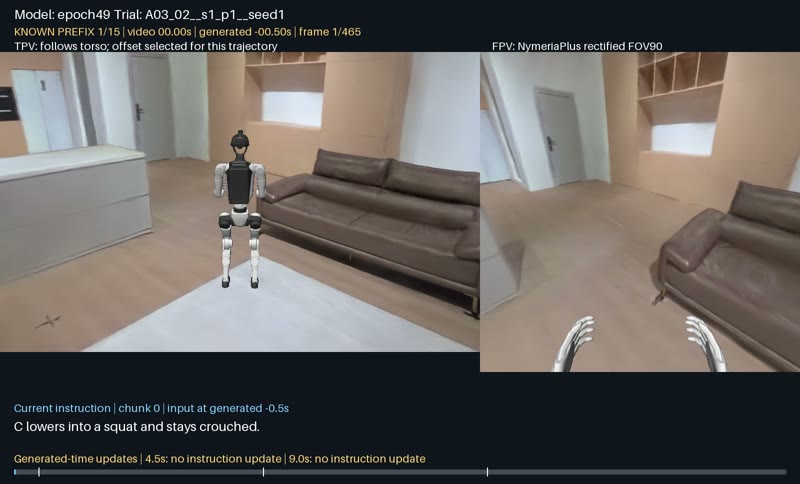 Model: epoch49 Trial: A03_02__s1_p1__seed1
KNOWN PREFIX 1/15 | video 00.00s | generated -00.50s | frame 1/465
TPV: follows torso; offset selected for this trajectory
FPV: NymeriaPlus rectified FOV90
Current instruction | chunk 0 | input at generated -0.5s
C lowers into a squat and stays crouched.
Generated-time updates | 4.5s: no instruction update | 9.0s: no instruction update